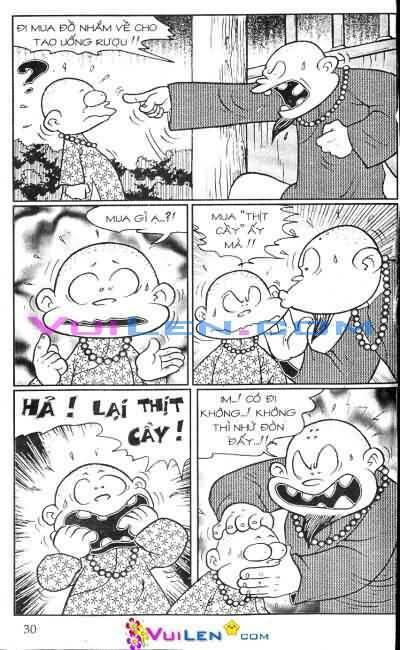 ĐI MUA ĐỒ NHẮM VỀ CHO
TAO UỐNG RƯỢU !!
?
MUA GÌ Ạ...?!
MUA "THỊT
CẦY" ẤY
MÀ !!
VUILEN.COM
HẢ ! LẠI THỊT
CẦY !
IM..! CÓ ĐI
KHÔNG...! KHÔNG
THÌ NHỪ ĐÒN
ĐẤY...!!
30
VUILEN.COM